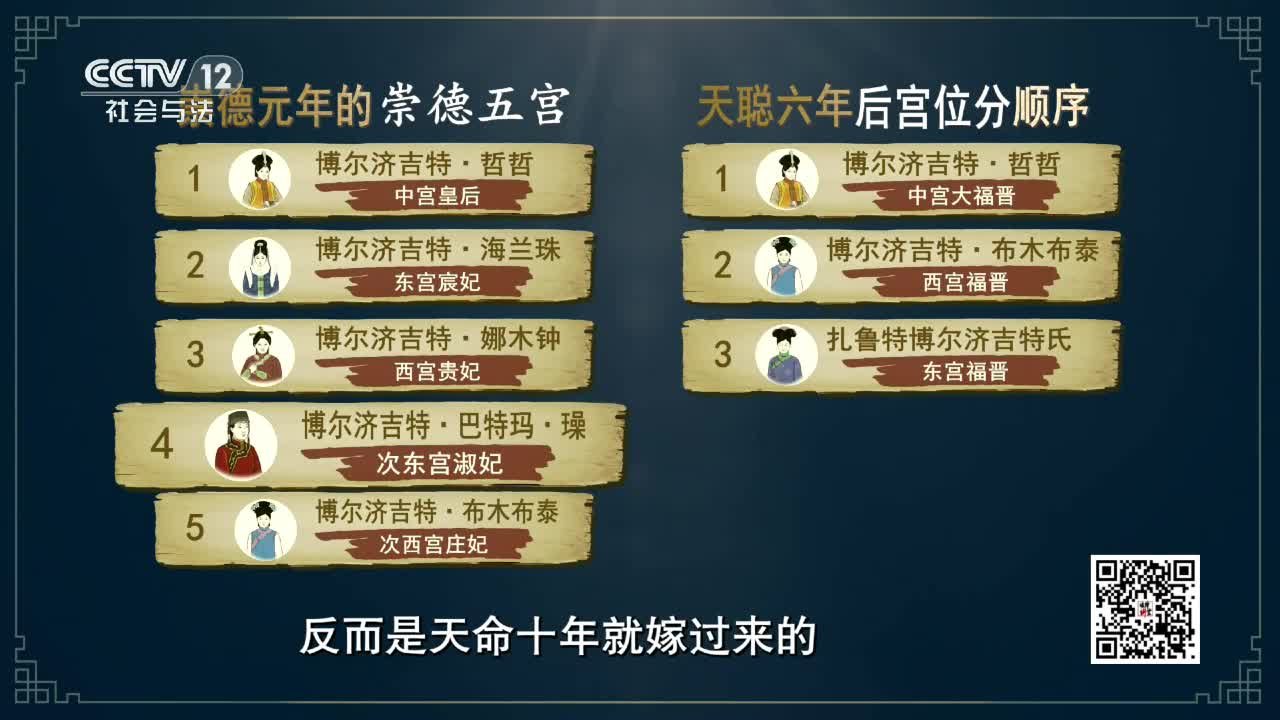 CCTV 12
社会与法
崇德元年的崇德五宫
1
博尔济吉特·哲哲
中宫皇后
2
博尔济吉特·海兰珠
东宫宸妃
3
博尔济吉特·娜木钟
西宫贵妃
4
博尔济吉特·巴特玛·璪
次东宫淑妃
5
博尔济吉特·布木布泰
次西宫庄妃
天聪六年后宫位分顺序
1
博尔济吉特·哲哲
中宫大福晋
2
博尔济吉特·布木布泰
西宫福晋
3
扎鲁特博尔济吉特氏
东宫福晋
反而是天命十年就嫁过来的